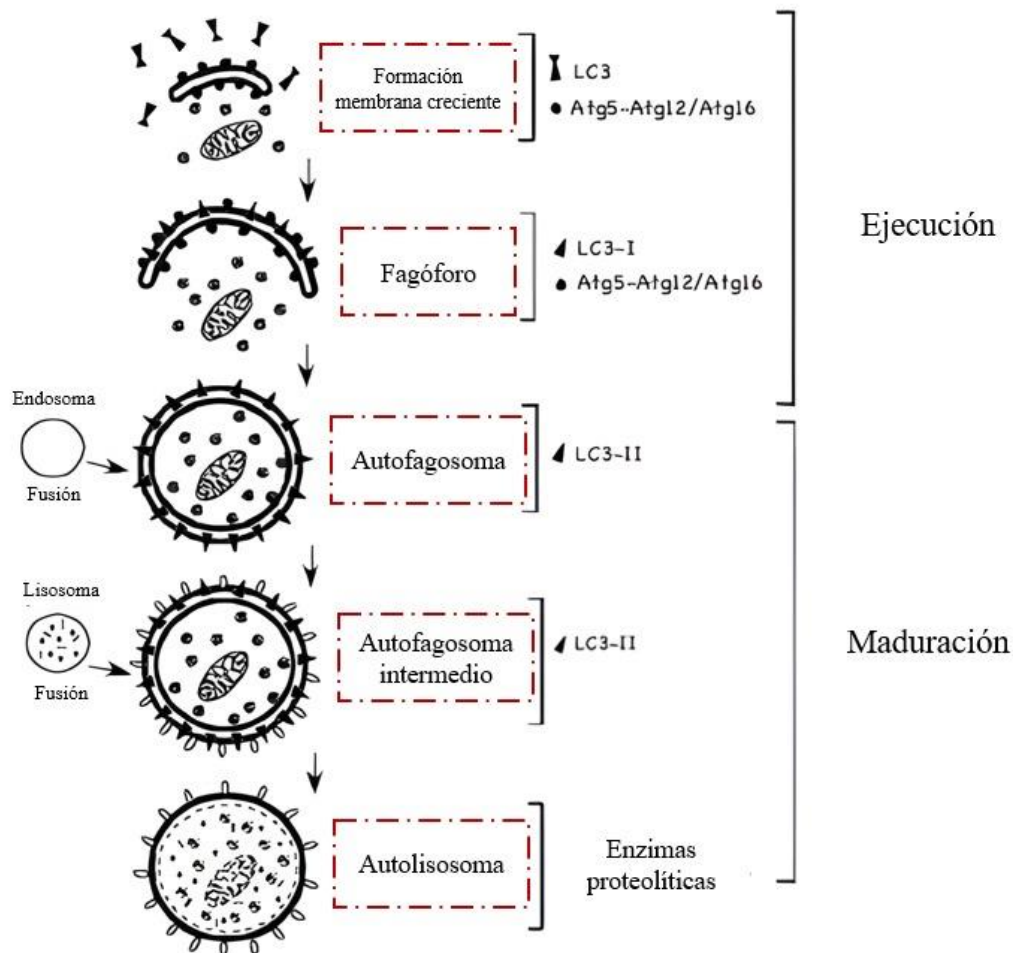 Formación
membrana creciente
LC3
Atg5--Atg12/Atg16
Ejecución
Fagóforo
LC3-I
Atg5-Atg12/Atg16
Endosoma
Fusión
Autofagosoma
LC3-II
Lisosoma
Fusión
Autofagosoma
intermedio
LC3-II
Maduración
Autolisosoma
Enzimas
proteolíticas